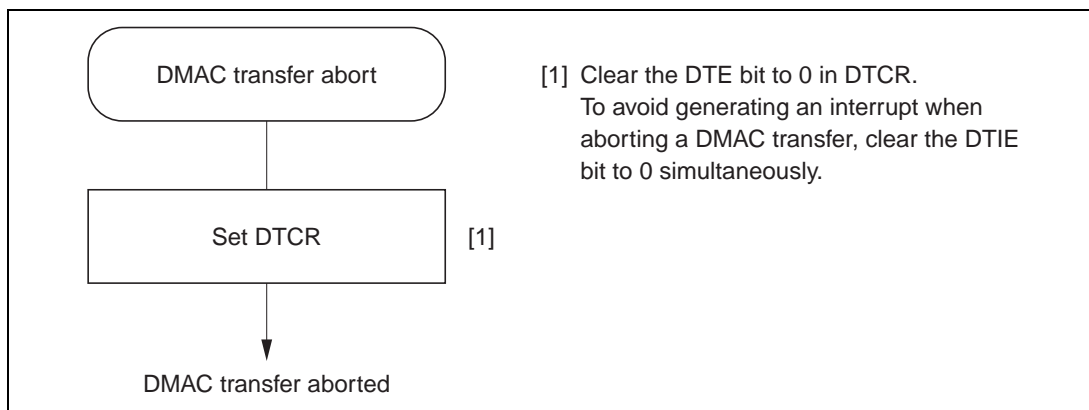 DMAC transfer abort
[1] Clear the DTE bit to 0 in DTCR.
To avoid generating an interrupt when
aborting a DMAC transfer, clear the DTIE
bit to 0 simultaneously.
Set DTCR
[1]
DMAC transfer aborted